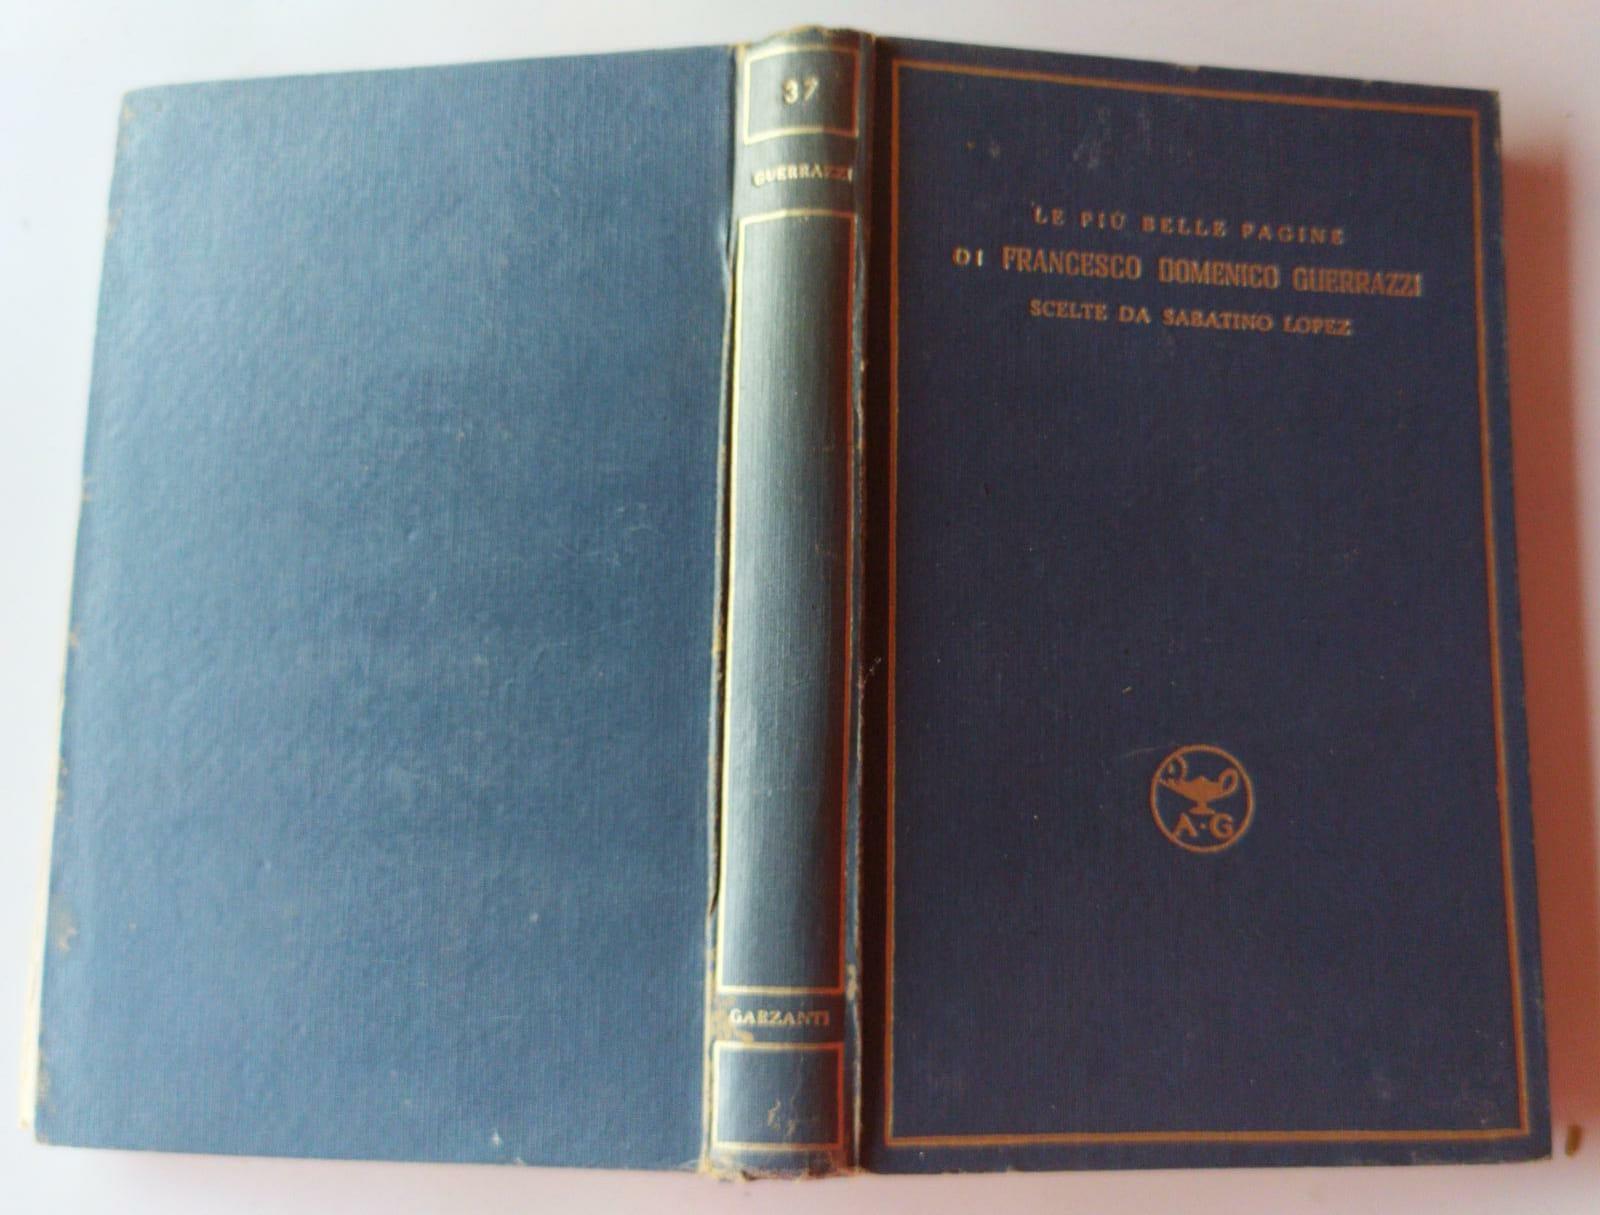 37
GUERRAZZI
GARZANTI
LE PIÙ BELLE PAGINE
DI FRANCESCO DOMENICO GUERRAZZI
SCELTE DA SABATINO LOPEZ
A·G